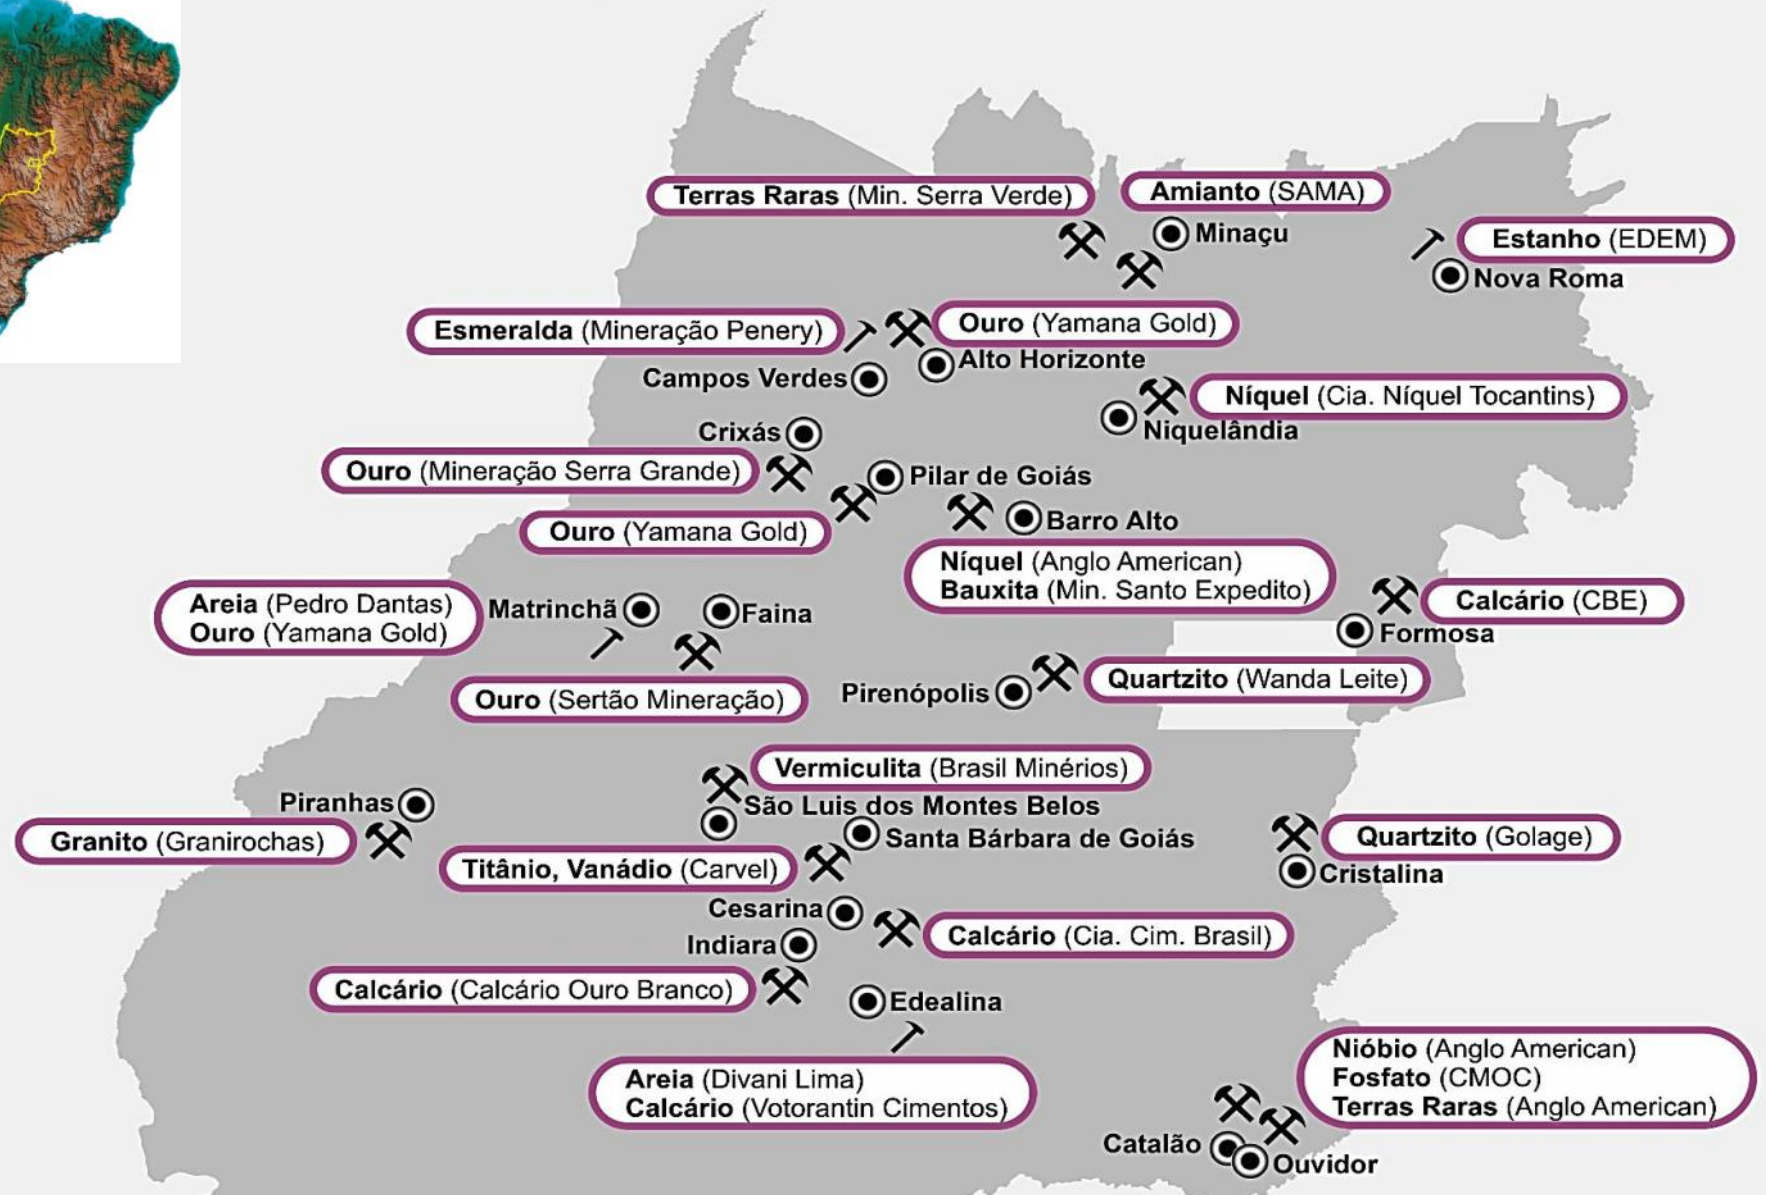 Terras Raras (Min. Serra Verde)
Amianto (SAMA)
Minaçu
Estanho (EDEM)
Nova Roma
Esmeralda (Mineração Penery)
Ouro (Yamana Gold)
Alto Horizonte
Campos Verdes
Níquel (Cia. Níquel Tocantins)
Niquelândia
Crixás
Ouro (Mineração Serra Grande)
Pilar de Goiás
Ouro (Yamana Gold)
Barro Alto
Níquel (Anglo American)
Bauxita (Min. Santo Expedito)
Areia (Pedro Dantas)
Ouro (Yamana Gold)
Matrinchã
Faina
Calcário (CBE)
Formosa
Ouro (Sertão Mineração)
Pirenópolis
Quartzito (Wanda Leite)
Vermiculita (Brasil Minérios)
Piranhas
São Luis dos Montes Belos
Granito (Granirochas)
Santa Bárbara de Goiás
Quartzito (Golage)
Cristalina
Titânio, Vanádio (Carvel)
Cesarina
Calcário (Cia. Cim. Brasil)
Indiara
Calcário (Calcário Ouro Branco)
Edealina
Areia (Divani Lima)
Calcário (Votorantin Cimentos)
Nióbio (Anglo American)
Fosfato (CMOC)
Terras Raras (Anglo American)
Catalão
Ouvidor